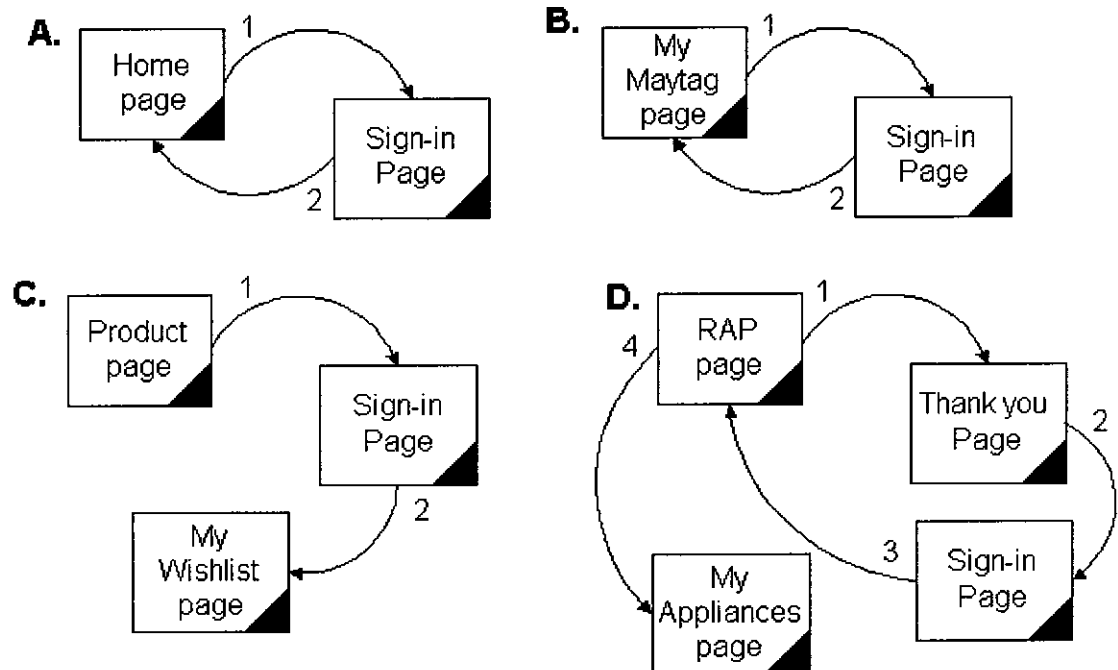 A.
1
Home
page
Sign-in
Page
2
B.
1
My
Maytag
page
Sign-in
Page
2
C.
1
Product
page
Sign-in
Page
2
My
Wishlist
page
D.
1
RAP
page
4
Thank you
Page
2
3
Sign-in
Page
My
Appliances
page